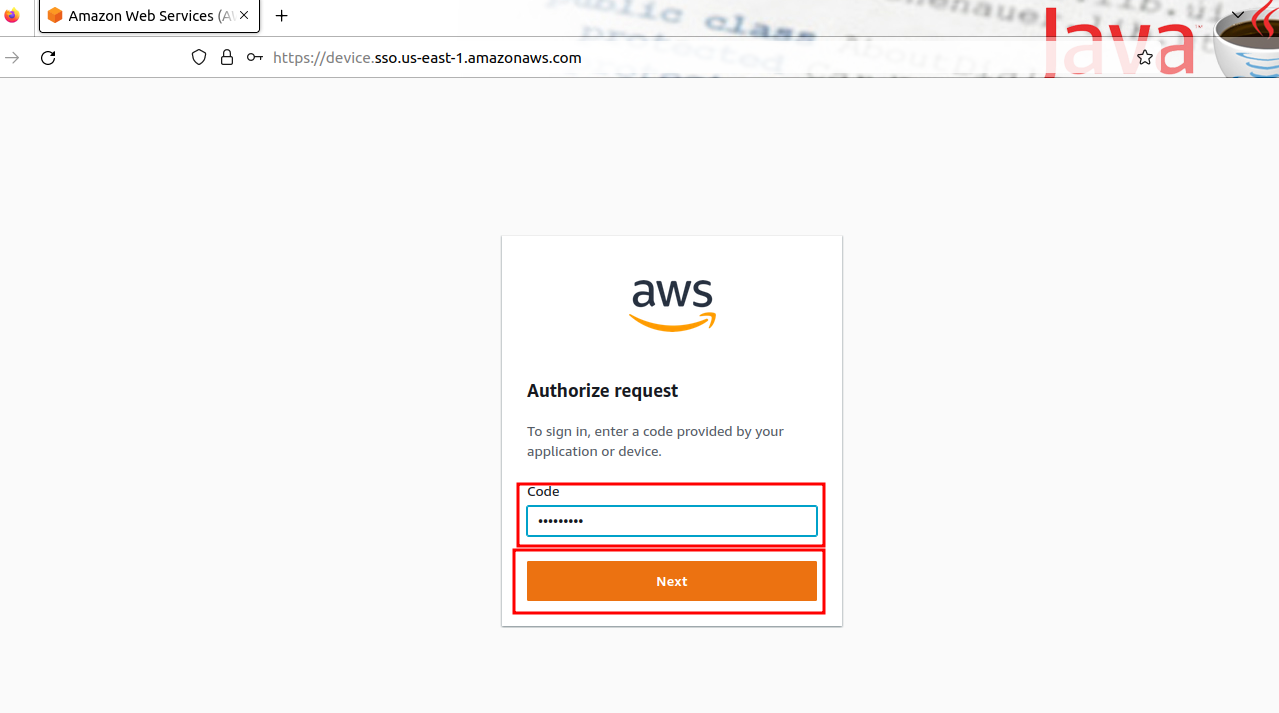 Amazon Web Services (AW
https://device.sso.us-east-1.amazonaws.com
public class
protected
Java
aws
Authorize request
To sign in, enter a code provided by your
application or device.
Code
•••••••••
Next